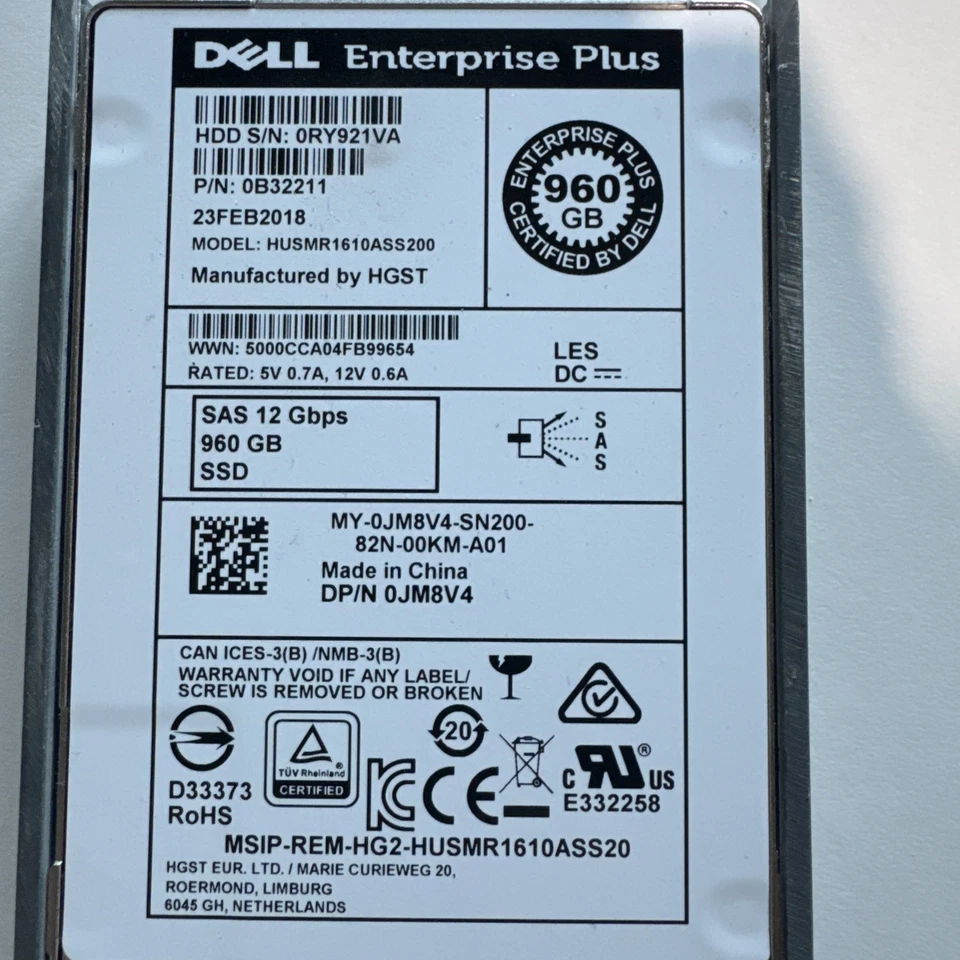 DELL Enterprise Plus
HDD S/N: 0RY921VA
P/N: 0B32211
23FEB2018
MODEL: HUSMR1610ASS200
Manufactured by HGST
ENTERPRISE PLUS
960
GB
CERTIFIED BY DELL
WWN: 5000CCA04FB99654
RATED: 5V 0.7A, 12V 0.6A
LES
DC
SAS 12 Gbps
960 GB
SSD
SAS
MY-0JM8V4-SN200-
82N-00KM-A01
Made in China
DP/N 0JM8V4
CAN ICES-3(B) /NMB-3(B)
WARRANTY VOID IF ANY LABEL/
SCREW IS REMOVED OR BROKEN
D33373
RoHS
TÜV Rheinland®
CERTIFIED
20
CE
c RU® US
E332258
MSIP-REM-HG2-HUSMR1610ASS20
HGST EUR. LTD. / MARIE CURIEWEG 20,
ROERMOND, LIMBURG
6045 GH, NETHERLANDS